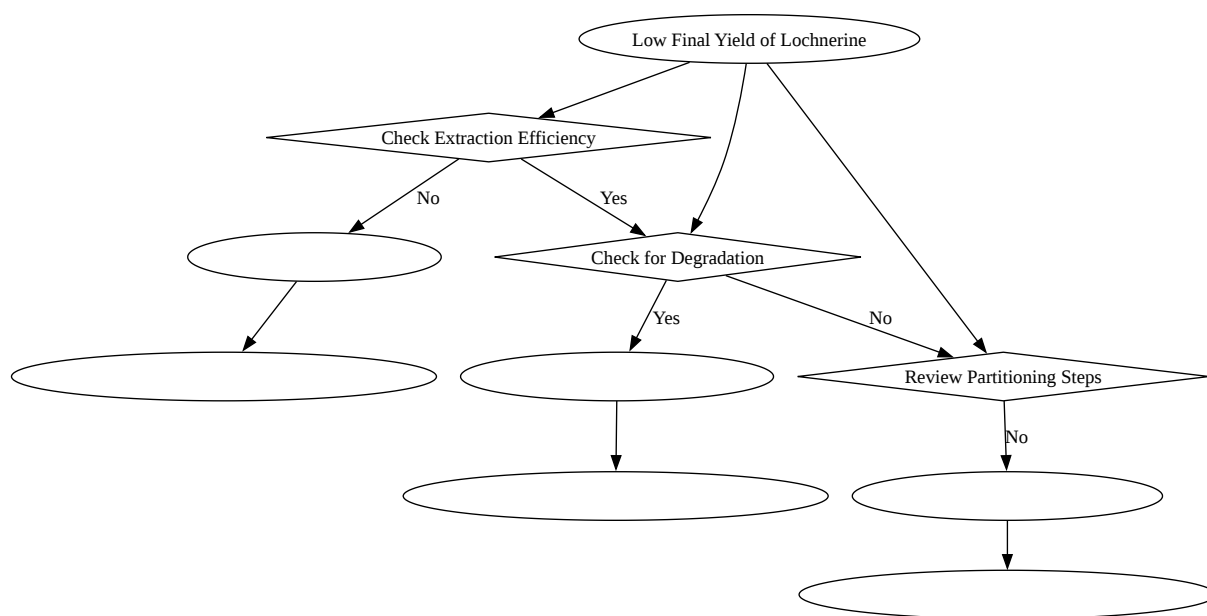 Low Final Yield of Lochnerine
Check Extraction Efficiency
No
Yes
Check for Degradation
Yes
No
Review Partitioning Steps
No